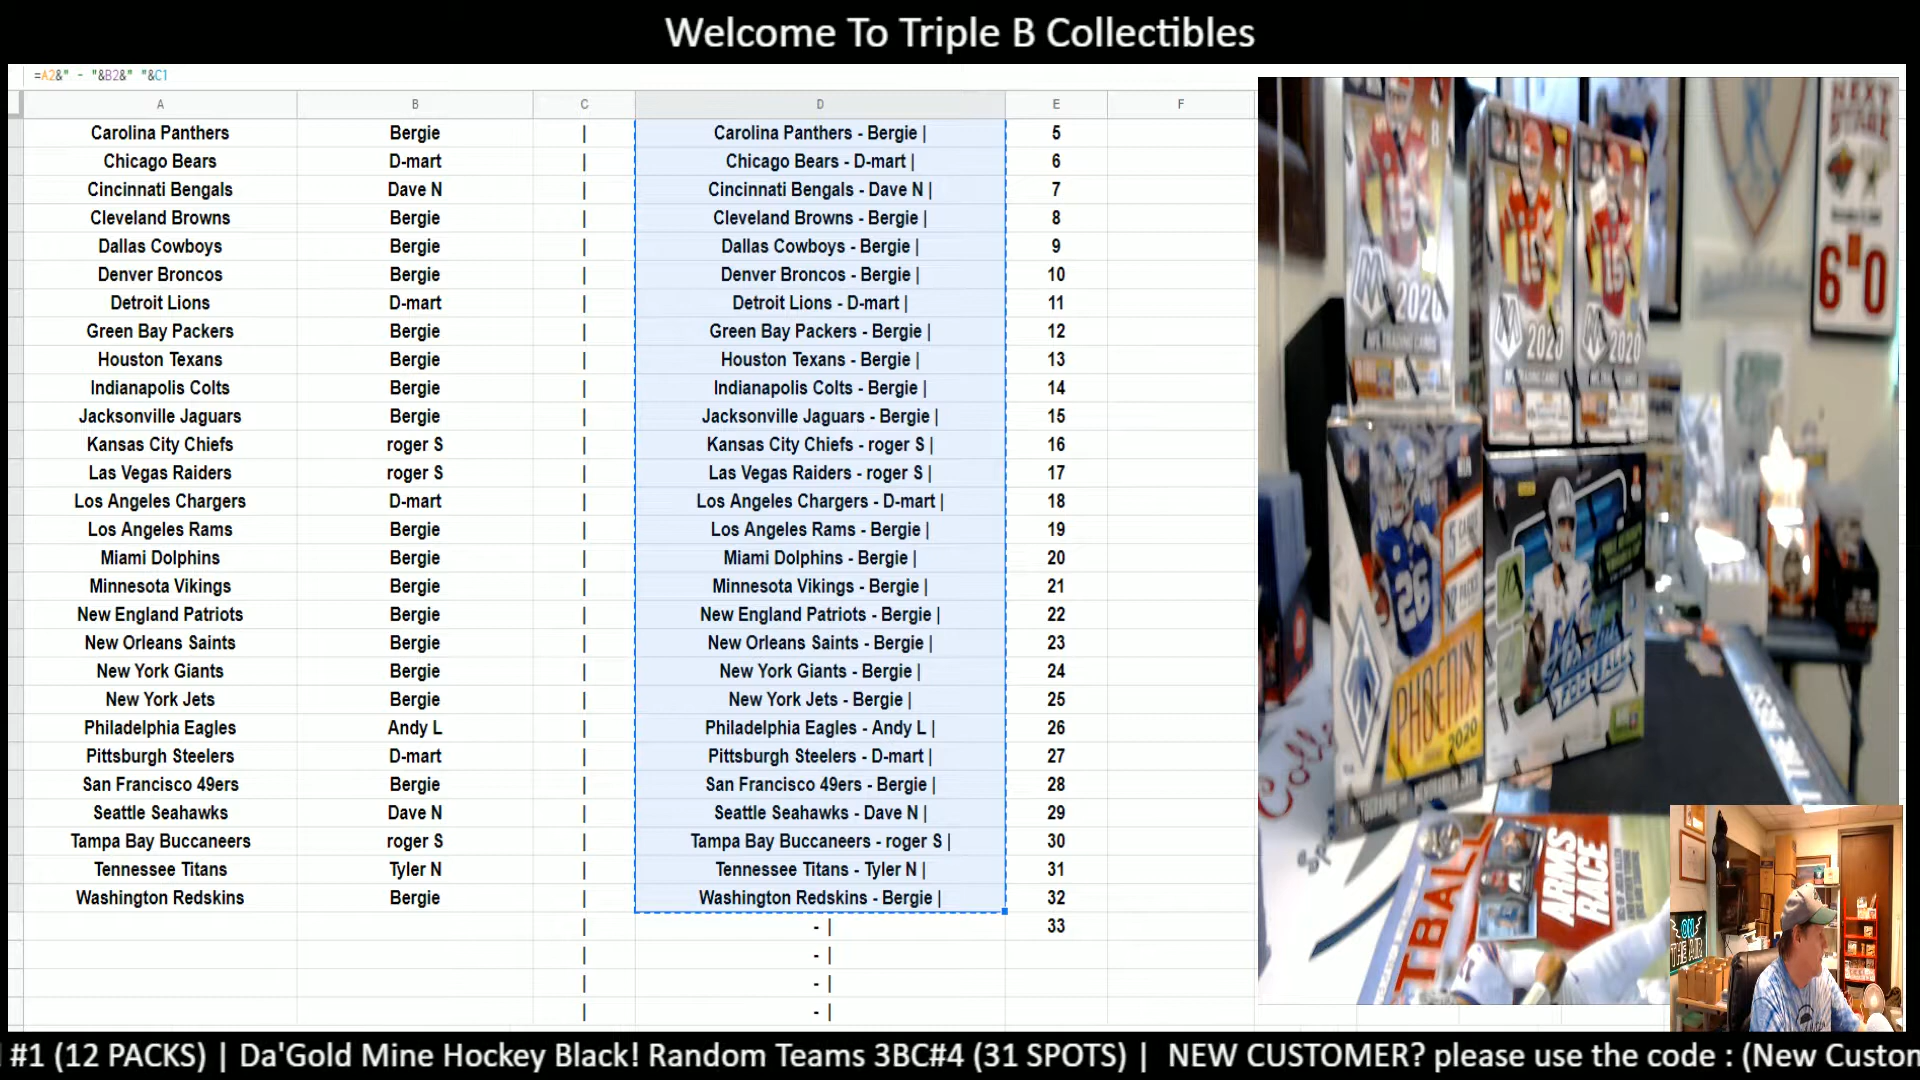 Welcome To Triple B Collectibles
=A2&" - "&B2&" "&C1
A B C D E F
Carolina Panthers Bergie | Carolina Panthers - Bergie | 5
Chicago Bears D-mart | Chicago Bears - D-mart | 6
Cincinnati Bengals Dave N | Cincinnati Bengals - Dave N | 7
Cleveland Browns Bergie | Cleveland Browns - Bergie | 8
Dallas Cowboys Bergie | Dallas Cowboys - Bergie | 9
Denver Broncos Bergie | Denver Broncos - Bergie | 10
Detroit Lions D-mart | Detroit Lions - D-mart | 11
Green Bay Packers Bergie | Green Bay Packers - Bergie | 12
Houston Texans Bergie | Houston Texans - Bergie | 13
Indianapolis Colts Bergie | Indianapolis Colts - Bergie | 14
Jacksonville Jaguars Bergie | Jacksonville Jaguars - Bergie | 15
Kansas City Chiefs roger S | Kansas City Chiefs - roger S | 16
Las Vegas Raiders roger S | Las Vegas Raiders - roger S | 17
Los Angeles Chargers D-mart | Los Angeles Chargers - D-mart | 18
Los Angeles Rams Bergie | Los Angeles Rams - Bergie | 19
Miami Dolphins Bergie | Miami Dolphins - Bergie | 20
Minnesota Vikings Bergie | Minnesota Vikings - Bergie | 21
New England Patriots Bergie | New England Patriots - Bergie | 22
New Orleans Saints Bergie | New Orleans Saints - Bergie | 23
New York Giants Bergie | New York Giants - Bergie | 24
New York Jets Bergie | New York Jets - Bergie | 25
Philadelphia Eagles Andy L | Philadelphia Eagles - Andy L | 26
Pittsburgh Steelers D-mart | Pittsburgh Steelers - D-mart | 27
San Francisco 49ers Bergie | San Francisco 49ers - Bergie | 28
Seattle Seahawks Dave N | Seattle Seahawks - Dave N | 29
Tampa Bay Buccaneers roger S | Tampa Bay Buccaneers - roger S | 30
Tennessee Titans Tyler N | Tennessee Titans - Tyler N | 31
Washington Redskins Bergie | Washington Redskins - Bergie | 32
| - | 33
| - |
| - |
| - |
NEXT
6 0
2020
2020
2020
26
PHOENIX
2020
FOOTBALL
TBALL
ARMS
RACE
ON
THE AIR
#1 (12 PACKS) | Da'Gold Mine Hockey Black! Random Teams 3BC#4 (31 SPOTS) | NEW CUSTOMER? please use the code : (New Custon